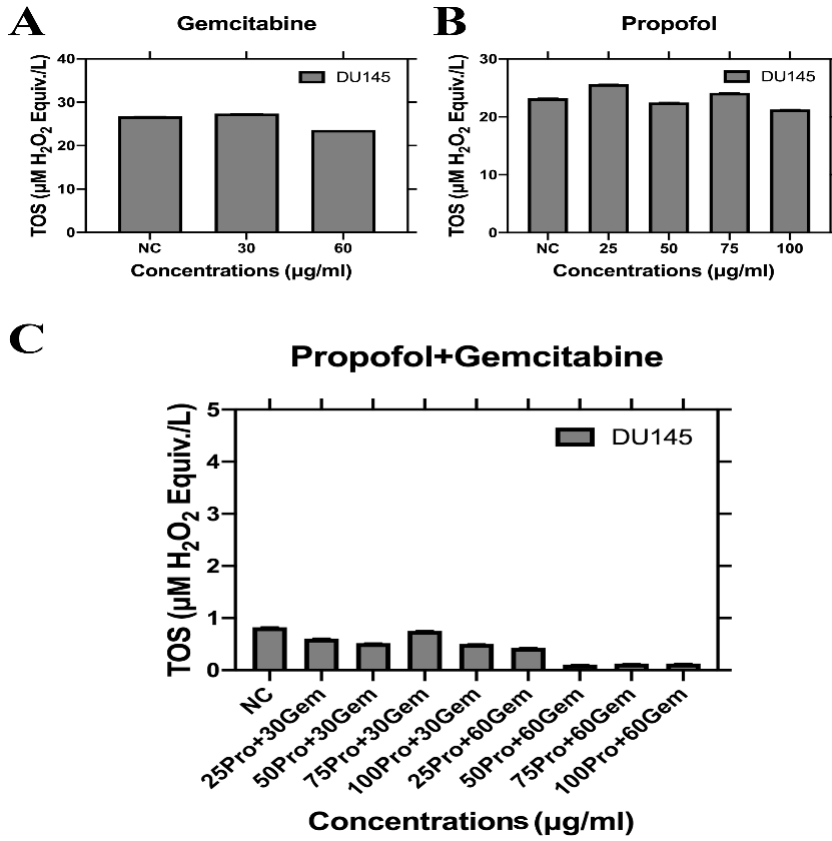 A
Gemcitabine
TOS (µM H2O2 Equiv./L)
40
30
20
10
0
DU145
NC 30 60
Concentrations (µg/ml)
B
Propofol
TOS (µM H2O2 Equiv./L)
30
20
10
0
DU145
NC 25 50 75 100
Concentrations (µg/ml)
C
Propofol+Gemcitabine
TOS (µM H2O2 Equiv./L)
5
4
3
2
1
0
DU145
NC
25Pro+30Gem
50Pro+30Gem
75Pro+30Gem
100Pro+30Gem
25Pro+60Gem
50Pro+60Gem
75Pro+60Gem
100Pro+60Gem
Concentrations (µg/ml)